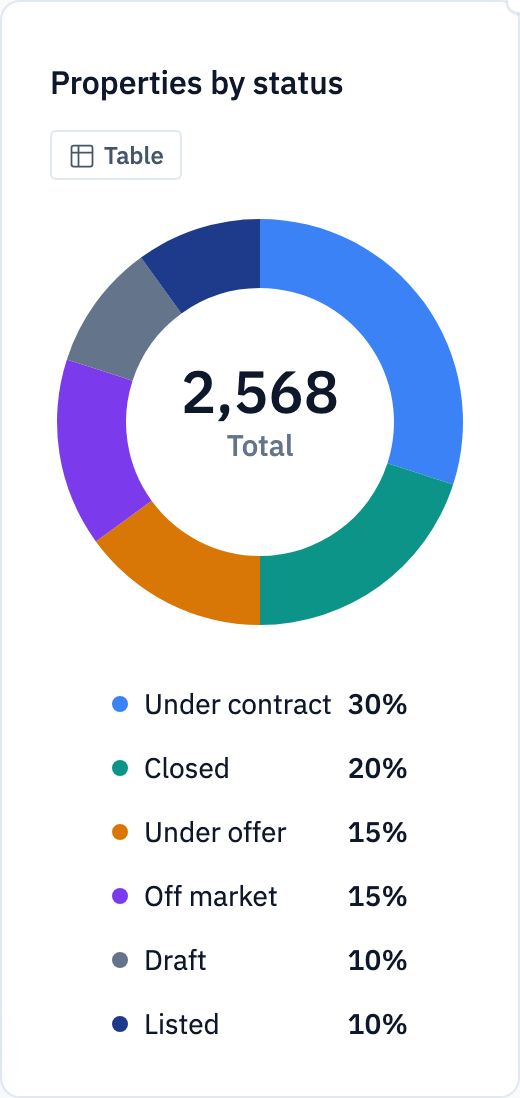 Properties by status
Table
2,568
Total
Under contract 30%
Closed 20%
Under offer 15%
Off market 15%
Draft 10%
Listed 10%